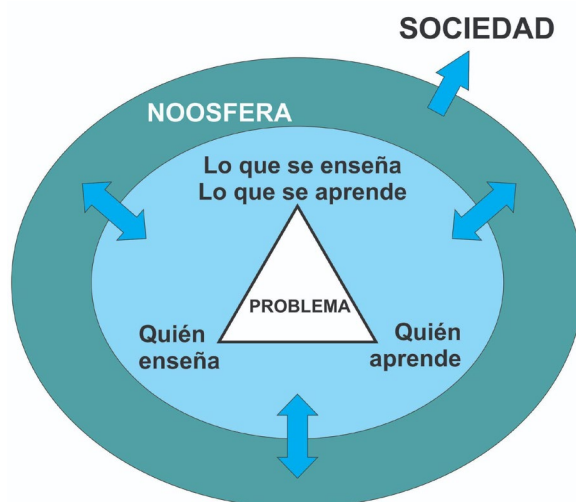 SOCIEDAD
NOOSFERA
Lo que se enseña
Lo que se aprende
PROBLEMA
Quién
enseña
Quién
aprende